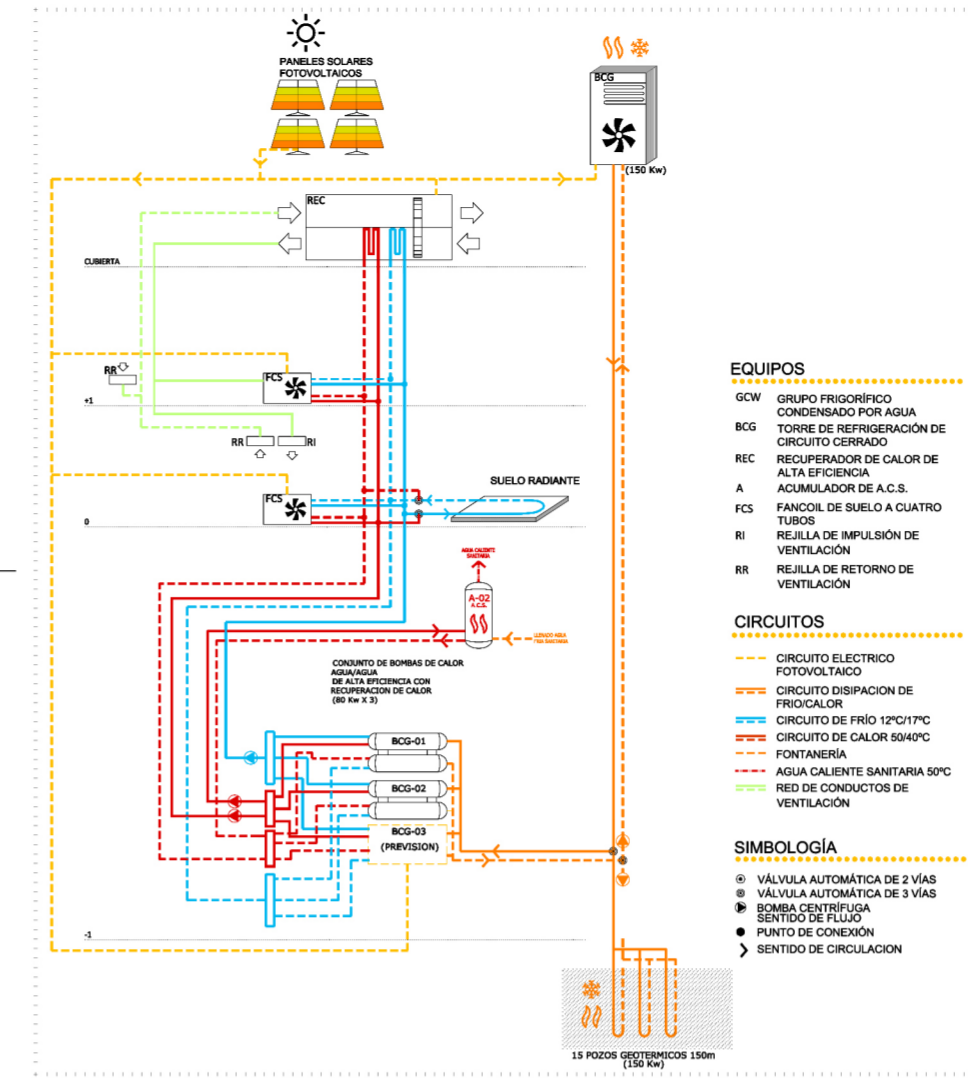 PANELES SOLARES
FOTOVOLTAICOS
BCG
(150 Kw)
REC
CUBIERTA
RR
FCS
+1
RR
RI
SUELO RADIANTE
FCS
0
AGUA CALIENTE
SANITARIA
A-02
A.C.S.
LLENADO AGUA
FRIA SANITARIA
CONJUNTO DE BOMBAS DE CALOR
AGUA/AGUA
DE ALTA EFICIENCIA CON
RECUPERACION DE CALOR
(80 Kw X 3)
BCG-01
BCG-02
BCG-03
(PREVISION)
-1
15 POZOS GEOTERMICOS 150m
(150 Kw)
EQUIPOS
GCW GRUPO FRIGORÍFICO
CONDENSADO POR AGUA
BCG TORRE DE REFRIGERACIÓN DE
CIRCUITO CERRADO
REC RECUPERADOR DE CALOR DE
ALTA EFICIENCIA
A ACUMULADOR DE A.C.S.
FCS FANCOIL DE SUELO A CUATRO
TUBOS
RI REJILLA DE IMPULSIÓN DE
VENTILACIÓN
RR REJILLA DE RETORNO DE
VENTILACIÓN
CIRCUITOS
CIRCUITO ELECTRICO
FOTOVOLTAICO
CIRCUITO DISIPACION DE
FRIO/CALOR
CIRCUITO DE FRÍO 12ºC/17ºC
CIRCUITO DE CALOR 50/40ºC
FONTANERÍA
AGUA CALIENTE SANITARIA 50ºC
RED DE CONDUCTOS DE
VENTILACIÓN
SIMBOLOGÍA
VÁLVULA AUTOMÁTICA DE 2 VÍAS
VÁLVULA AUTOMÁTICA DE 3 VÍAS
BOMBA CENTRÍFUGA
SENTIDO DE FLUJO
PUNTO DE CONEXIÓN
SENTIDO DE CIRCULACION